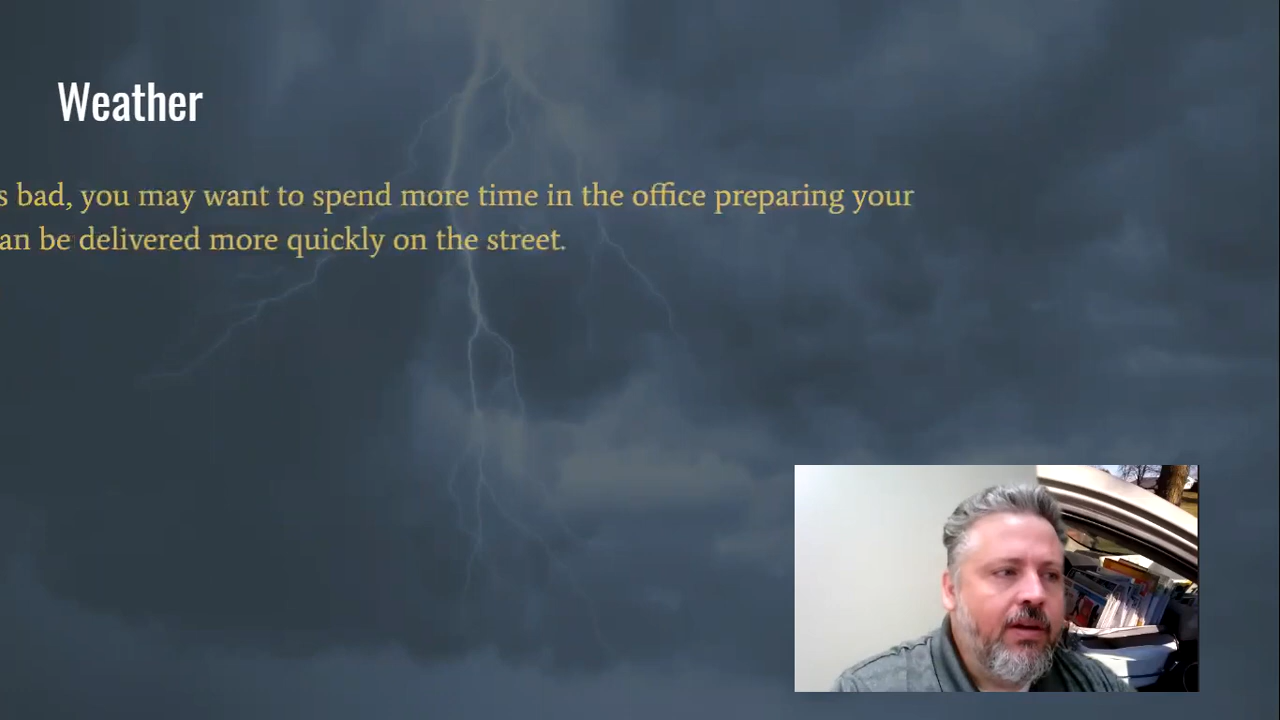 Weather
s bad, you may want to spend more time in the office preparing your
an be delivered more quickly on the street.